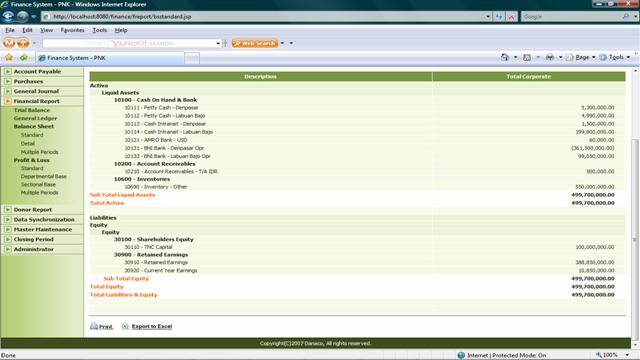 Finance System - PNK - Windows Internet Explorer
http://localhost:8080/finance/freport/bsstandard.jsp
Google
File Edit View Favorites Tools Help
YAHOO! SEARCH
Web Search
Finance System - PNK
Page
Tools
Account Payable
Purchases
General Journal
Financial Report
Trial Balance
General Ledger
Balance Sheet
Standard
Detail
Multiple Periods
Profit & Loss
Standard
Departmental Base
Sectional Base
Multiple Periods
Donor Report
Data Synchronization
Master Maintenance
Closing Period
Administrator
Description Total Corporate
Activa
Liquid Assets
10100 - Cash On Hand & Bank
10111 - Petty Cash - Denpasar 5,300,000.00
10112 - Petty Cash - Labuan Bajo 4,990,000.00
10113 - Cash Intransit - Denpasar 1,500,000.00
10114 - Cash Intransit - Labuan Bajo 199,800,000.00
10121 - AMRO Bank - USD 60,000.00
10131 - BNI Bank - Denpasar Opr (361,500,000.00)
10133 - BNI Bank - Labuan Bajo Opr 99,050,000.00
10200 - Account Receivables
10210 - Account Receivables - T/A IDR 500,000.00
10600 - Inventories
10690 - Inventory - Other 550,000,000.00
Sub Total Liquid Assets 499,700,000.00
Total Activa 499,700,000.00
Liabilities
Equity
Equity
30100 - Shareholders Equity
30110 - TNC Capital 100,000,000.00
30900 - Retained Earnings
30910 - Retained Earnings 388,850,000.00
30920 - Current Year Earnings 10,850,000.00
Sub Total Equity 499,700,000.00
Total Equity 499,700,000.00
Total Liabilities & Equity 499,700,000.00
Print Export to Excel
Copyright(C)2007 Danaco, All rights reserved.
Done
Internet | Protected Mode: On
100%